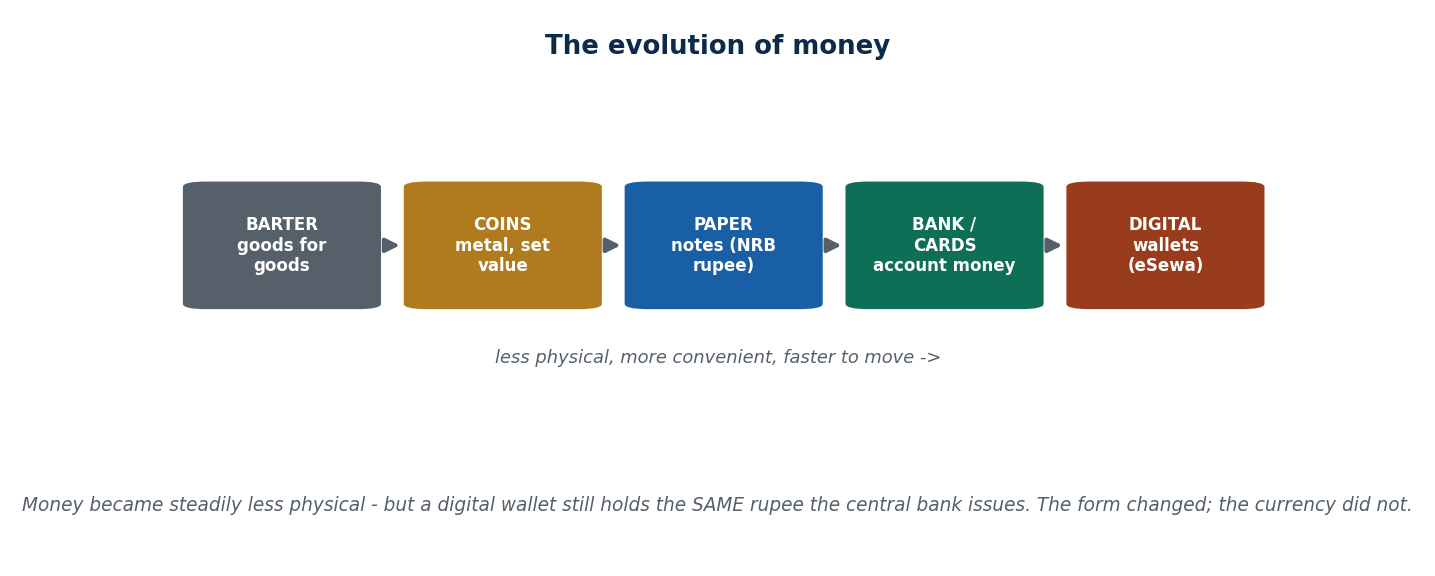 The evolution of money
BARTER
goods for
goods
COINS
metal, set
value
PAPER
notes (NRB
rupee)
BANK /
CARDS
account money
DIGITAL
wallets
(eSewa)
less physical, more convenient, faster to move ->
Money became steadily less physical - but a digital wallet still holds the SAME rupee the central bank issues. The form changed; the currency did not.